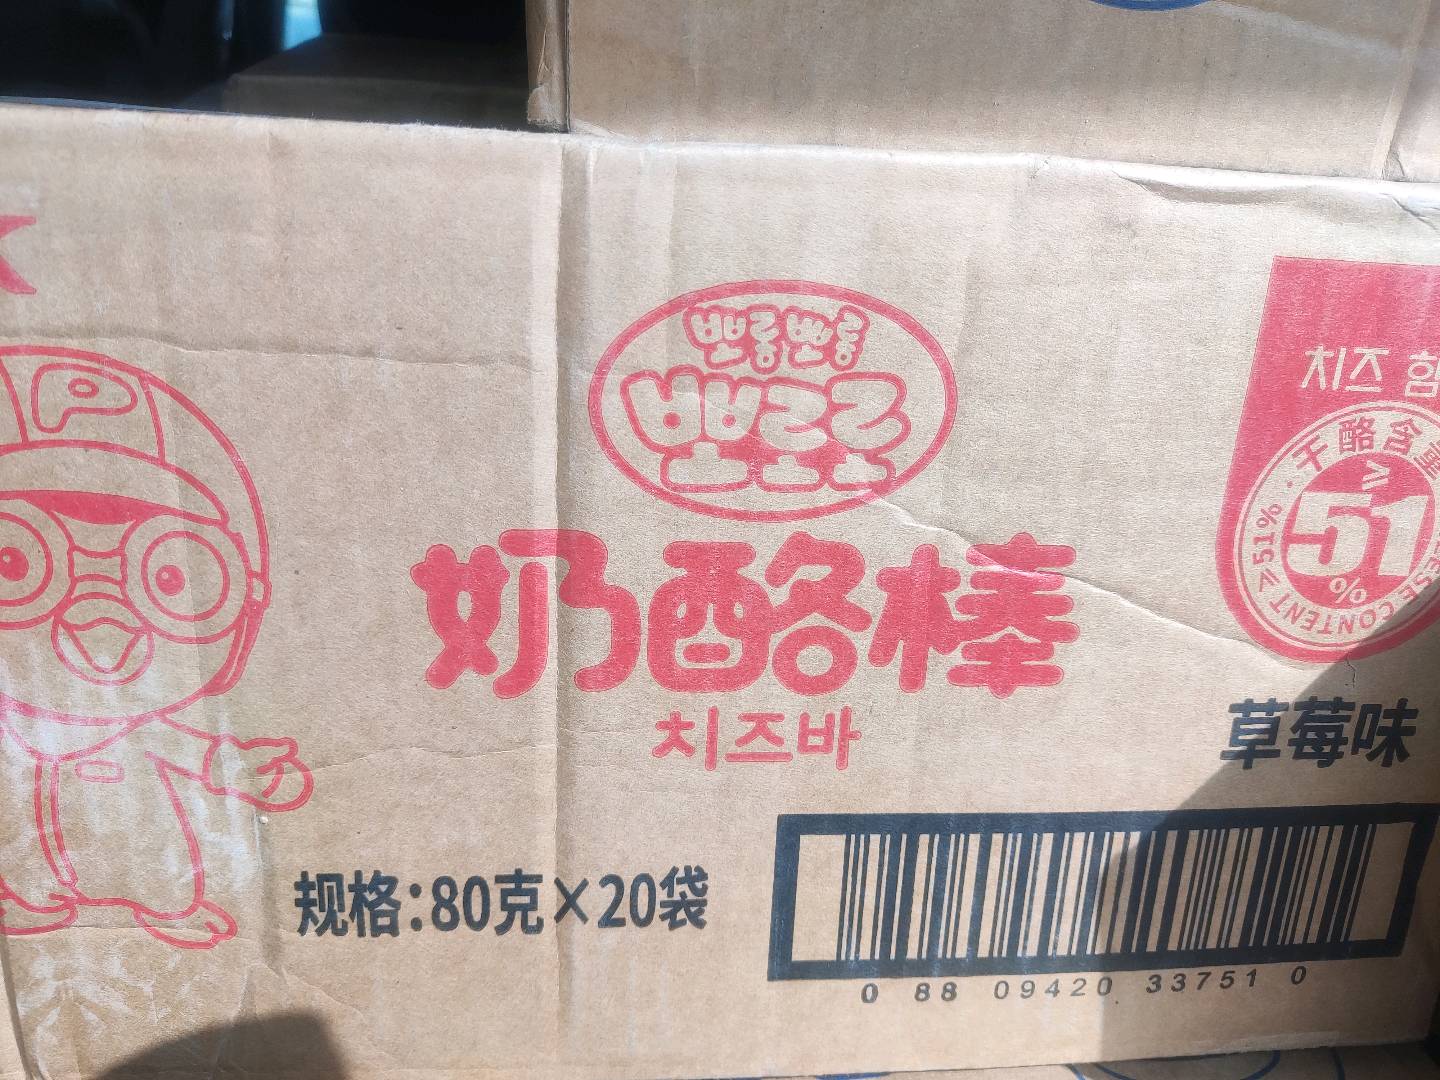 P
뽀롱뽀롱
뽀로로
奶酪棒
치즈바
치즈 함
干酪含量
≥
51
%
≥51%
CONTENT ≥51%
草莓味
规格:80克×20袋
0 88 09420 33751 0